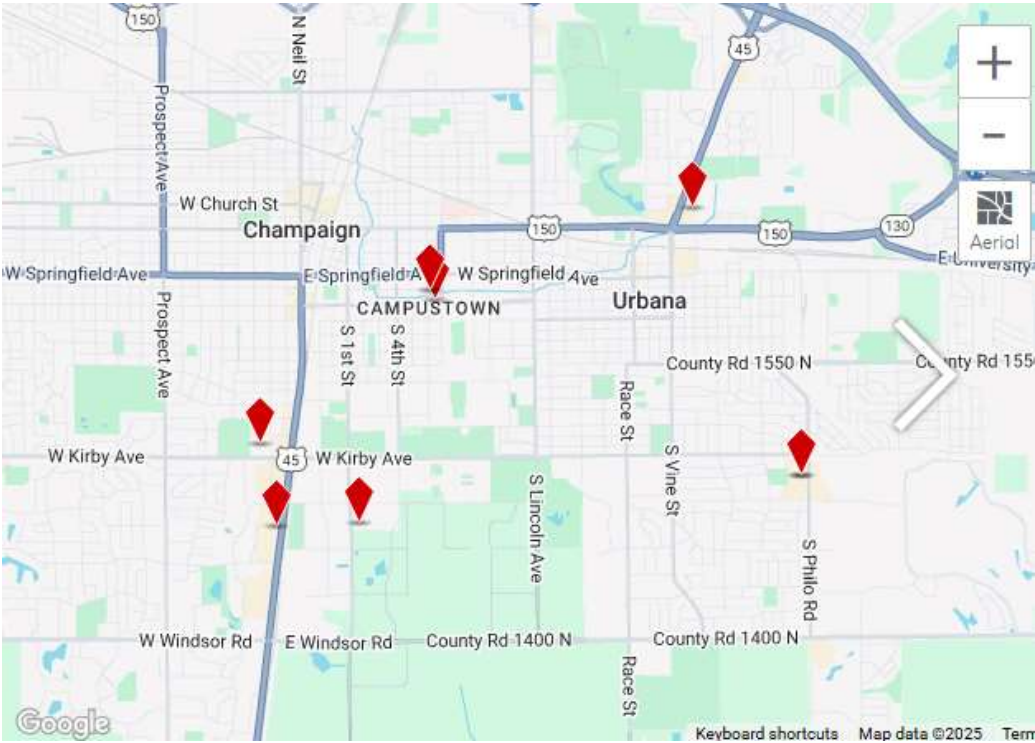 150
N Neil St
45
Prospect Ave
+
−
W Church St
Champaign
150
150
130
Aerial
W Springfield Ave
E Springfield A
W Springfield Ave
E University
CAMPUSTOWN
Urbana
Prospect Ave
S 1st St
S 4th St
County Rd 1550 N
County Rd 155
Race St
W Kirby Ave
45
W Kirby Ave
S Vine St
S Lincoln Ave
S Philo Rd
W Windsor Rd
E Windsor Rd
County Rd 1400 N
County Rd 1400 N
Race St
Google
Keyboard shortcuts
Map data ©2025
Term